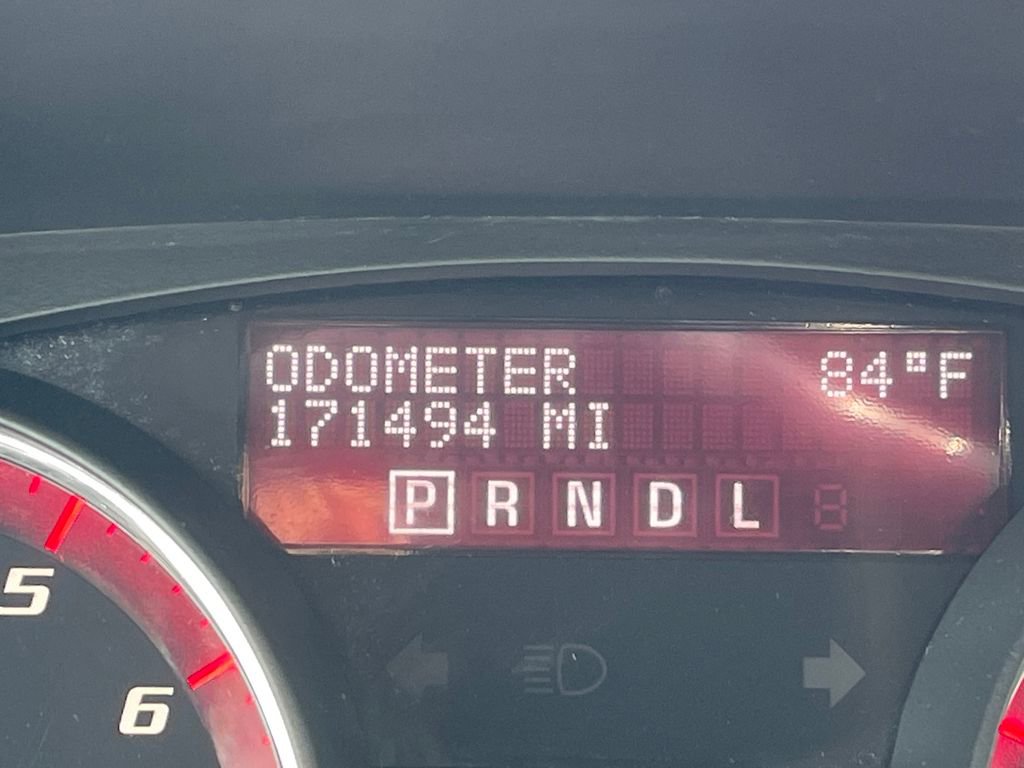 ODOMETER 84°F
171494 MI
P R N D L
5
6